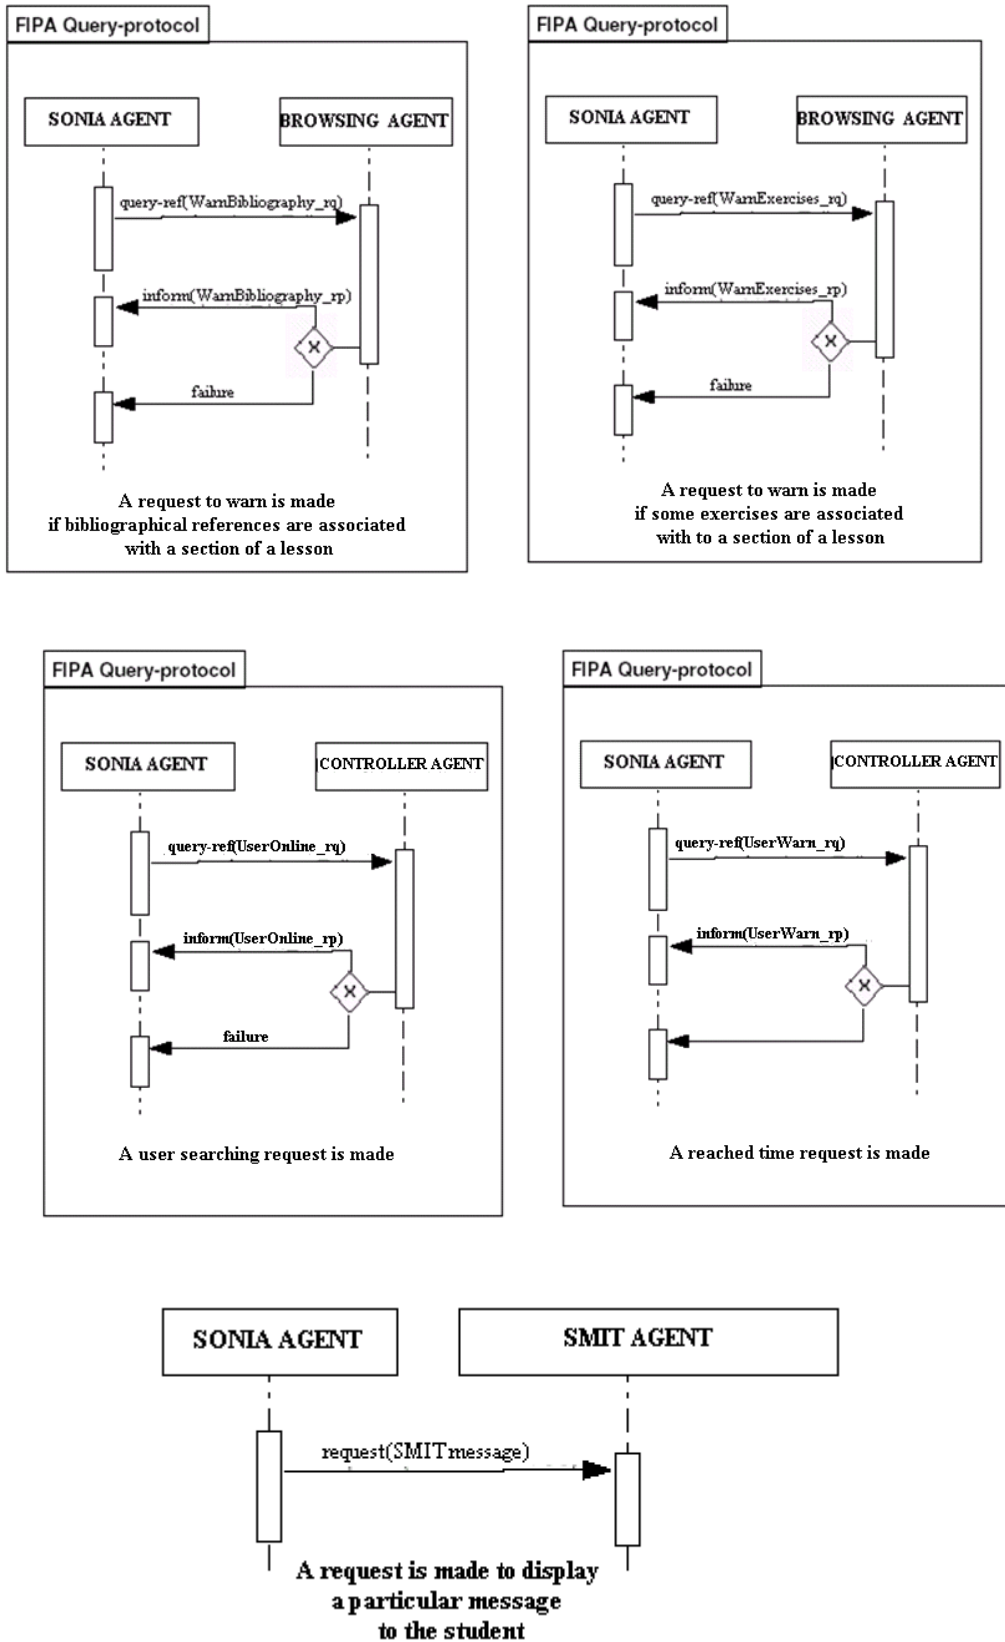 FIPA Query-protocol
SONIA AGENT
BROWSING AGENT
query-ref(WarnBibliography_rq)
inform(WarnBibliography_rp)
X
failure
A request to warn is made
if bibliographical references are associated
with a section of a lesson
FIPA Query-protocol
SONIA AGENT
BROWSING AGENT
query-ref(WarnExercises_rq)
inform(WarnExercises_rp)
X
failure
A request to warn is made
if some exercises are associated
with to a section of a lesson
FIPA Query-protocol
SONIA AGENT
CONTROLLER AGENT
query-ref(UserOnline_rq)
inform(UserOnline_rp)
X
failure
A user searching request is made
FIPA Query-protocol
SONIA AGENT
CONTROLLER AGENT
query-ref(UserWarn_rq)
inform(UserWarn_rp)
X
A reached time request is made
SONIA AGENT
SMIT AGENT
request(SMITmessage)
A request is made to display
a particular message
to the student